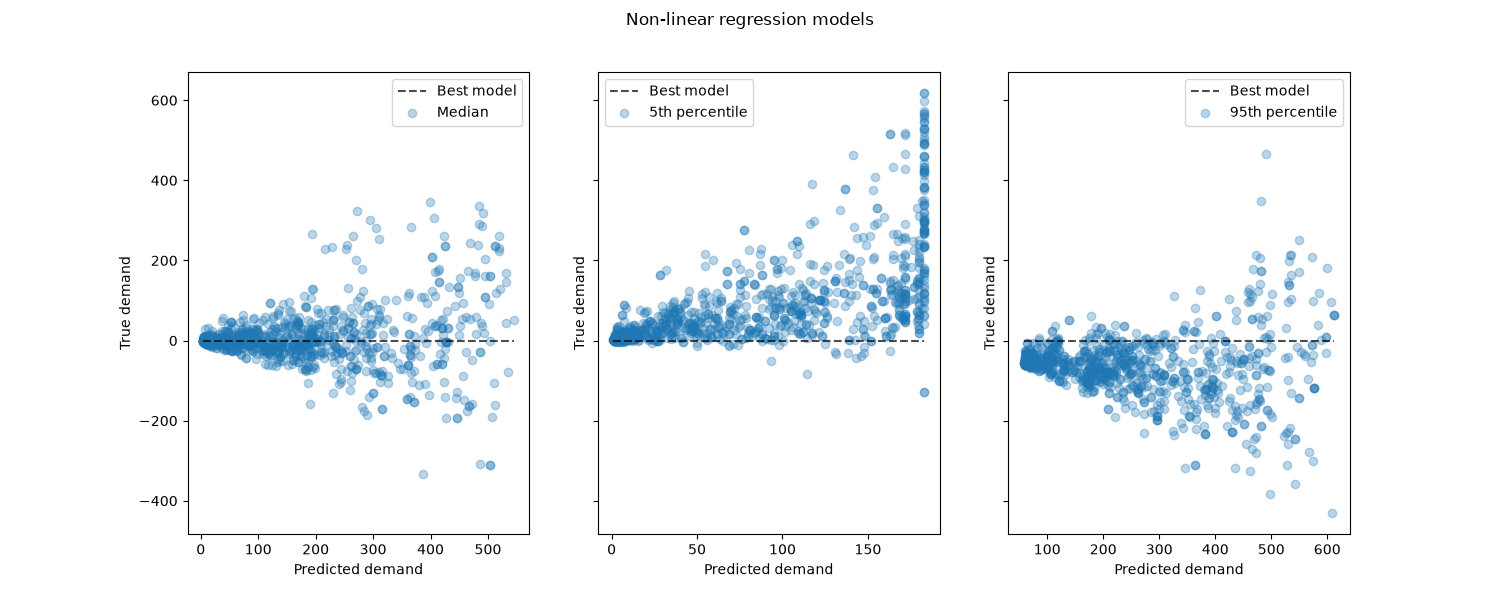 Non-linear regression models
Best model
Median
True demand
600
400
200
0
−200
−400
0 100 200 300 400 500
Predicted demand
Best model
5th percentile
True demand
0 50 100 150
Predicted demand
Best model
95th percentile
True demand
100 200 300 400 500 600
Predicted demand